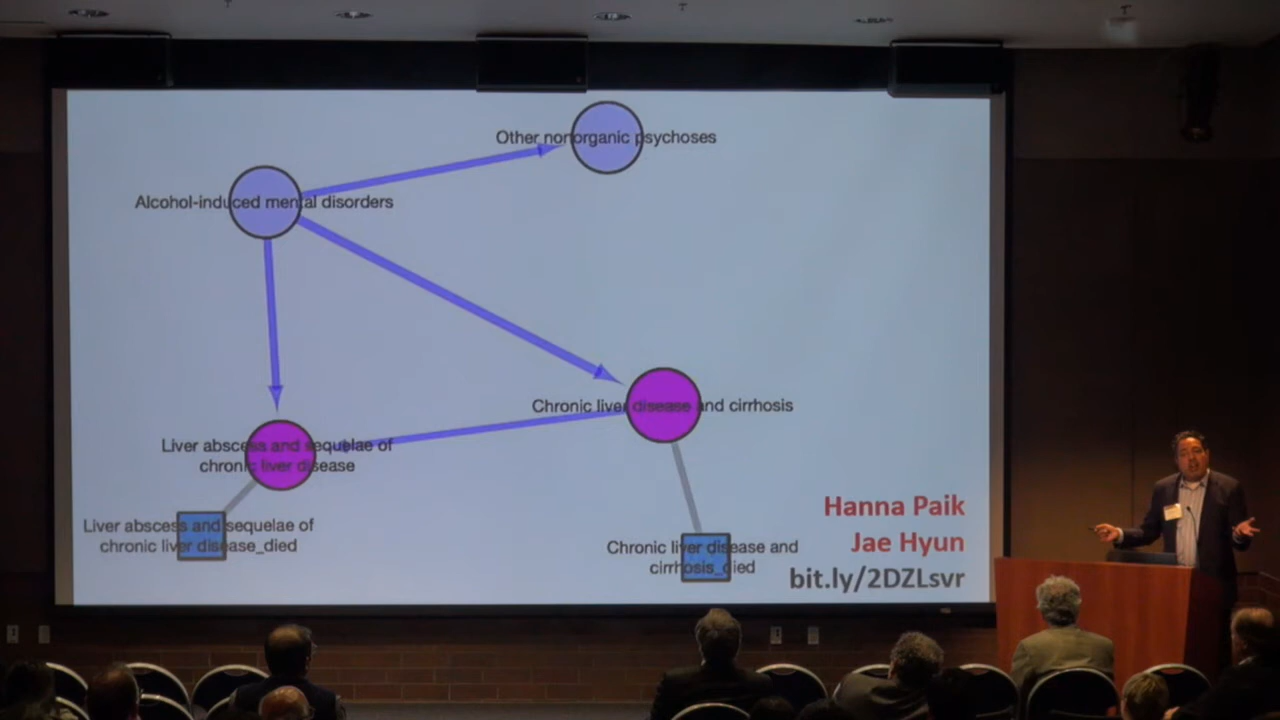 Other nonorganic psychoses
Alcohol-induced mental disorders
Chronic liver disease and cirrhosis
Liver abscess and sequelae of
chronic liver disease
Liver abscess and sequelae of
chronic liver disease_died
Chronic liver disease and
cirrhosis_died
Hanna Paik
Jae Hyun
bit.ly/2DZLsvr